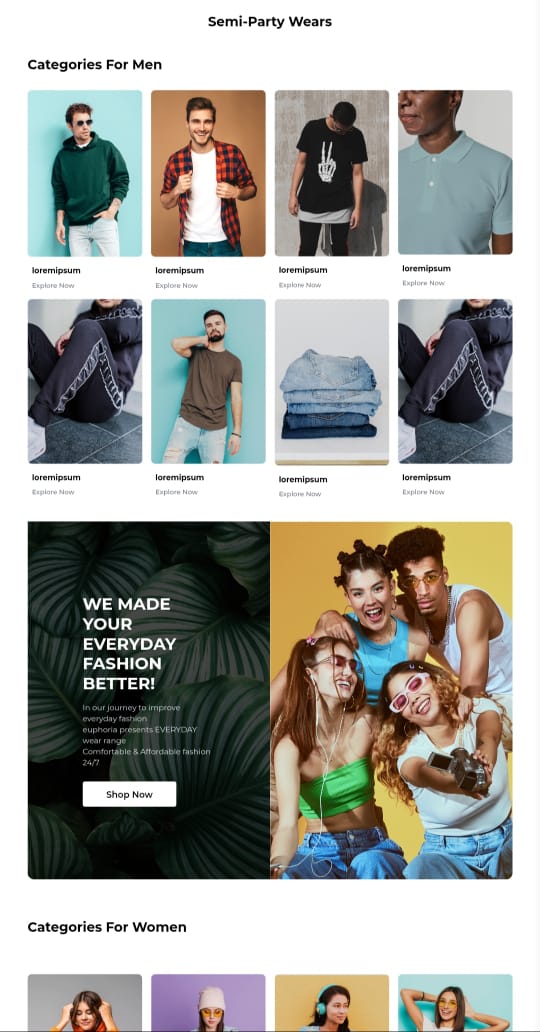 Semi-Party Wears
Categories For Men
loremipsum
Explore Now
loremipsum
Explore Now
loremipsum
Explore Now
loremipsum
Explore Now
loremipsum
Explore Now
loremipsum
Explore Now
loremipsum
Explore Now
loremipsum
Explore Now
WE MADE
YOUR
EVERYDAY
FASHION
BETTER!
In our journey to improve
everyday fashion
euphoria presents EVERYDAY
wear range
Comfortable & Affordable fashion
24/7
Shop Now
Categories For Women